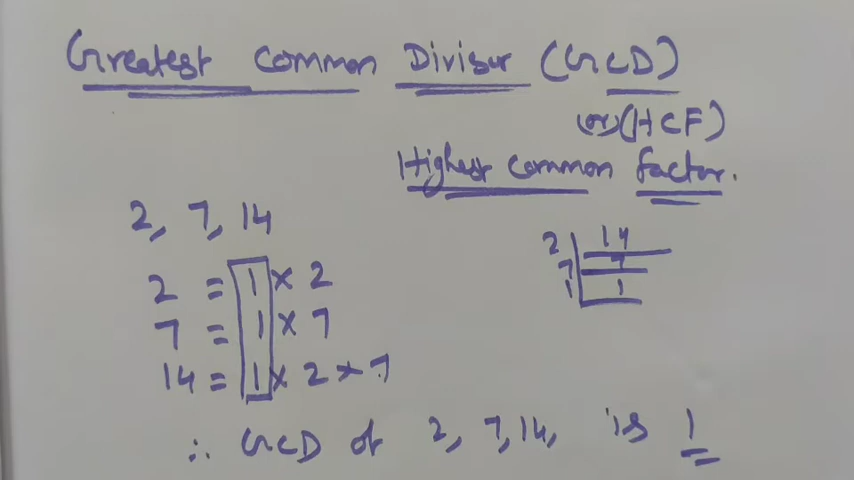 Greatest common Divisor (GCD)
(or) (HCF)
Highest common factor.
2, 7, 14
2 = 1 × 2
7 = 1 × 7
14 = 1 × 2 × 7
2 | 14
7 | 7
1 | 1
∴ GCD of 2, 7, 14, is 1